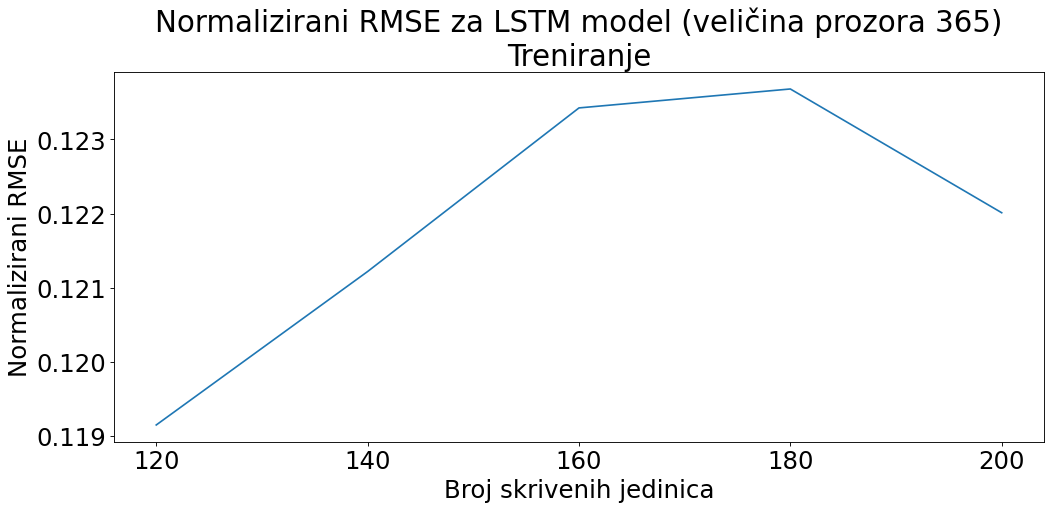 Normalizirani RMSE za LSTM model (veličina prozora 365)
Treniranje
Normalizirani RMSE
0.123
0.122
0.121
0.120
0.119
120 140 160 180 200
Broj skrivenih jedinica